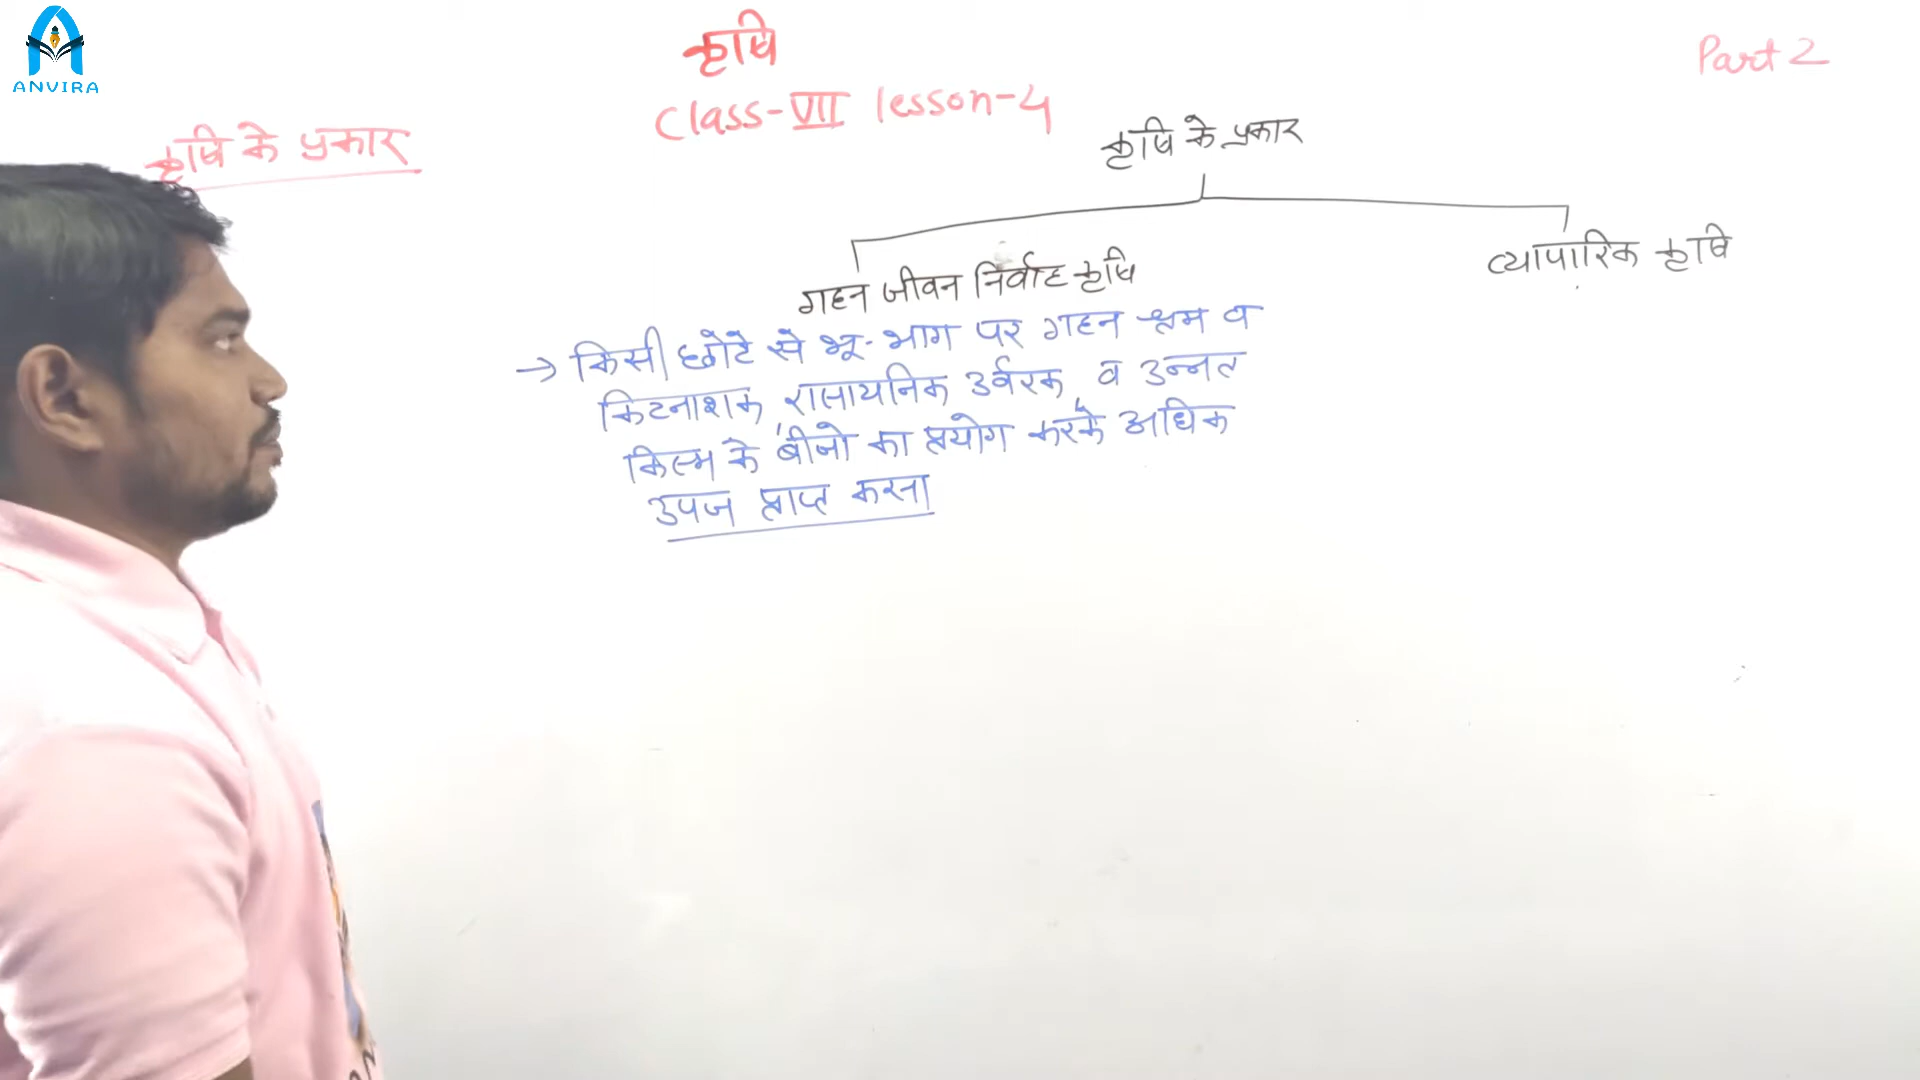 ANVIRA
कृषि
Part 2
Class-VII lesson-4
कृषि के प्रकार
कृषि के प्रकार
गहन जीवन निर्वाह कृषि
व्यापारिक कृषि
→ किसी छोटे से भू-भाग पर गहन श्रम व
किटनाशक, रासायनिक उर्वरक, व उन्नत
किस्म के बीजो का प्रयोग करके अधिक
उपज प्राप्त करना